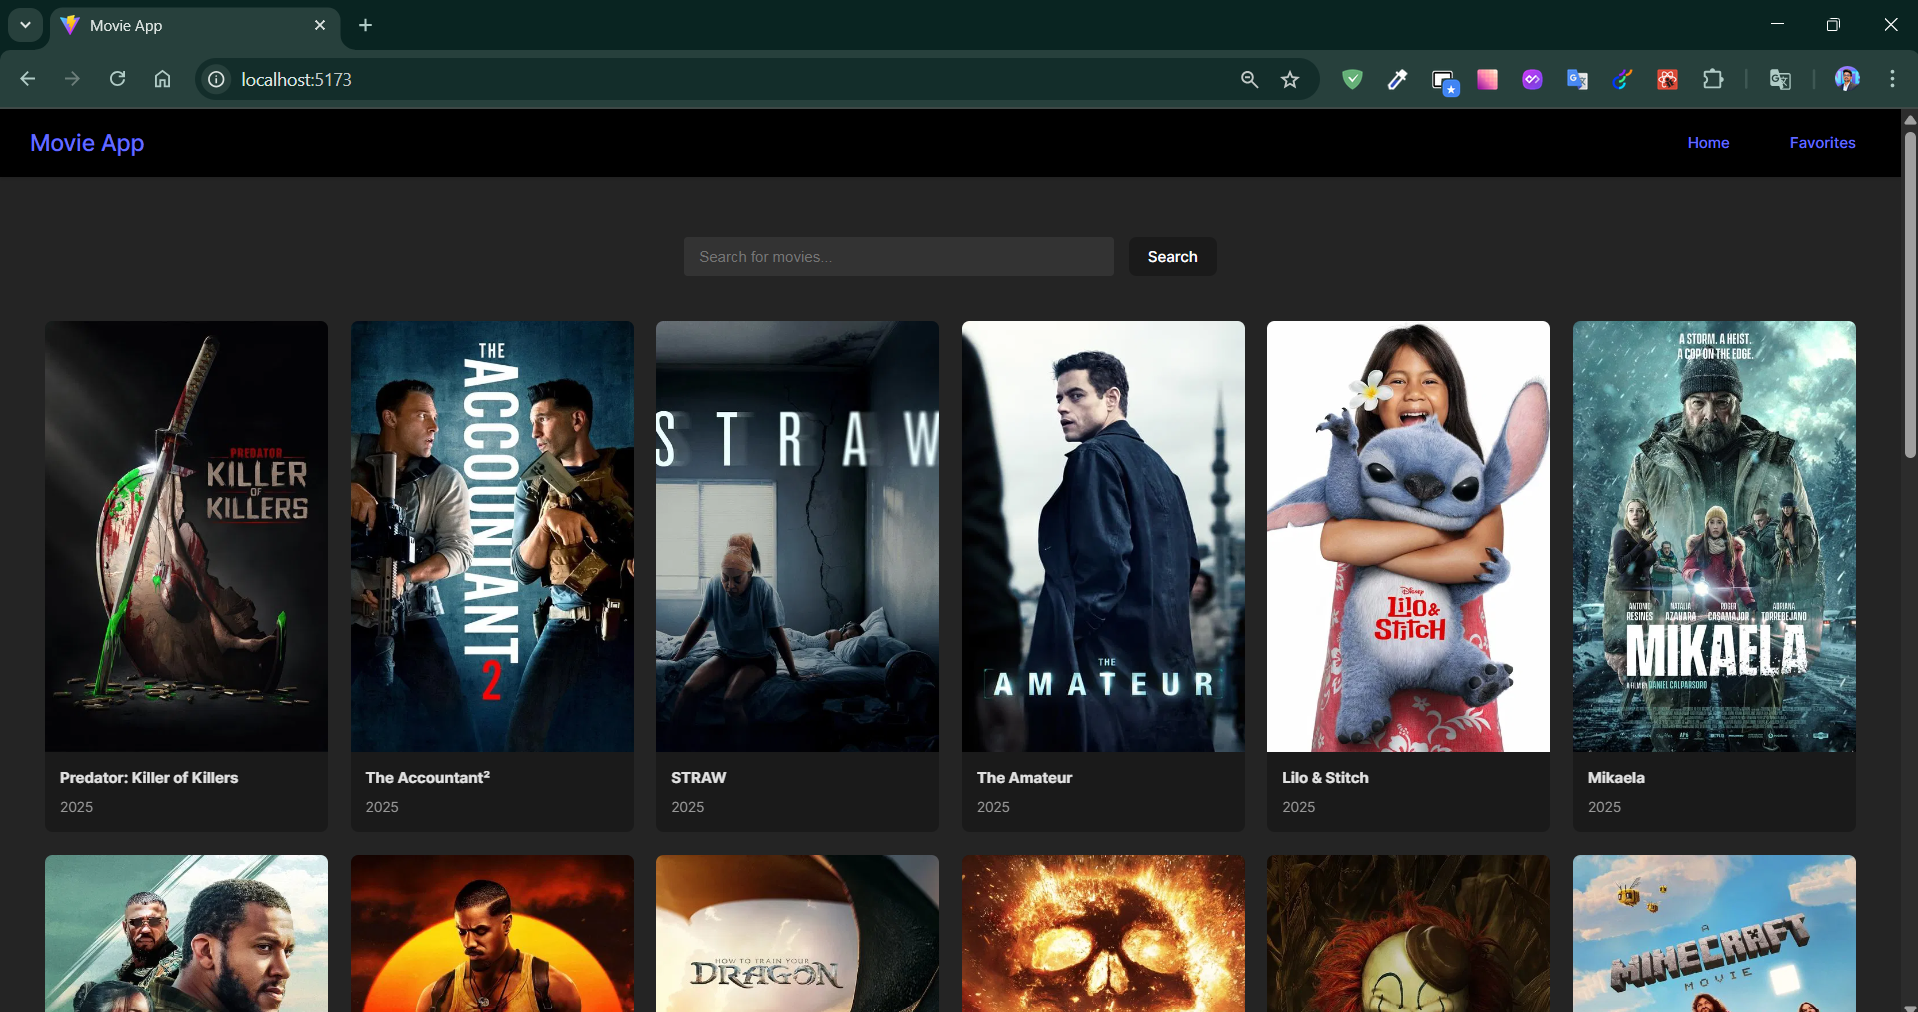 Movie App
localhost:5173
Movie App
Home
Favorites
Search for movies...
Search
PREDATOR
KILLER
OF
KILLERS
THE
ACCOUNTANT
2
STRAW
THE
AMATEUR
Disney
Lilo &
Stitch
A STORM. A HEIST.
A COP ON THE EDGE.
ANTONIO NATALIA ROGER ADRIANA
RESINES AZAHARA CASAMAJOR TORREBEJANO
MIKAELA
A FILM BY DANIEL CALPARSORO
Predator: Killer of Killers
2025
The Accountant²
2025
STRAW
2025
The Amateur
2025
Lilo & Stitch
2025
Mikaela
2025
HOW TO TRAIN YOUR
DRAGON
A
MINECRAFT
MOVIE